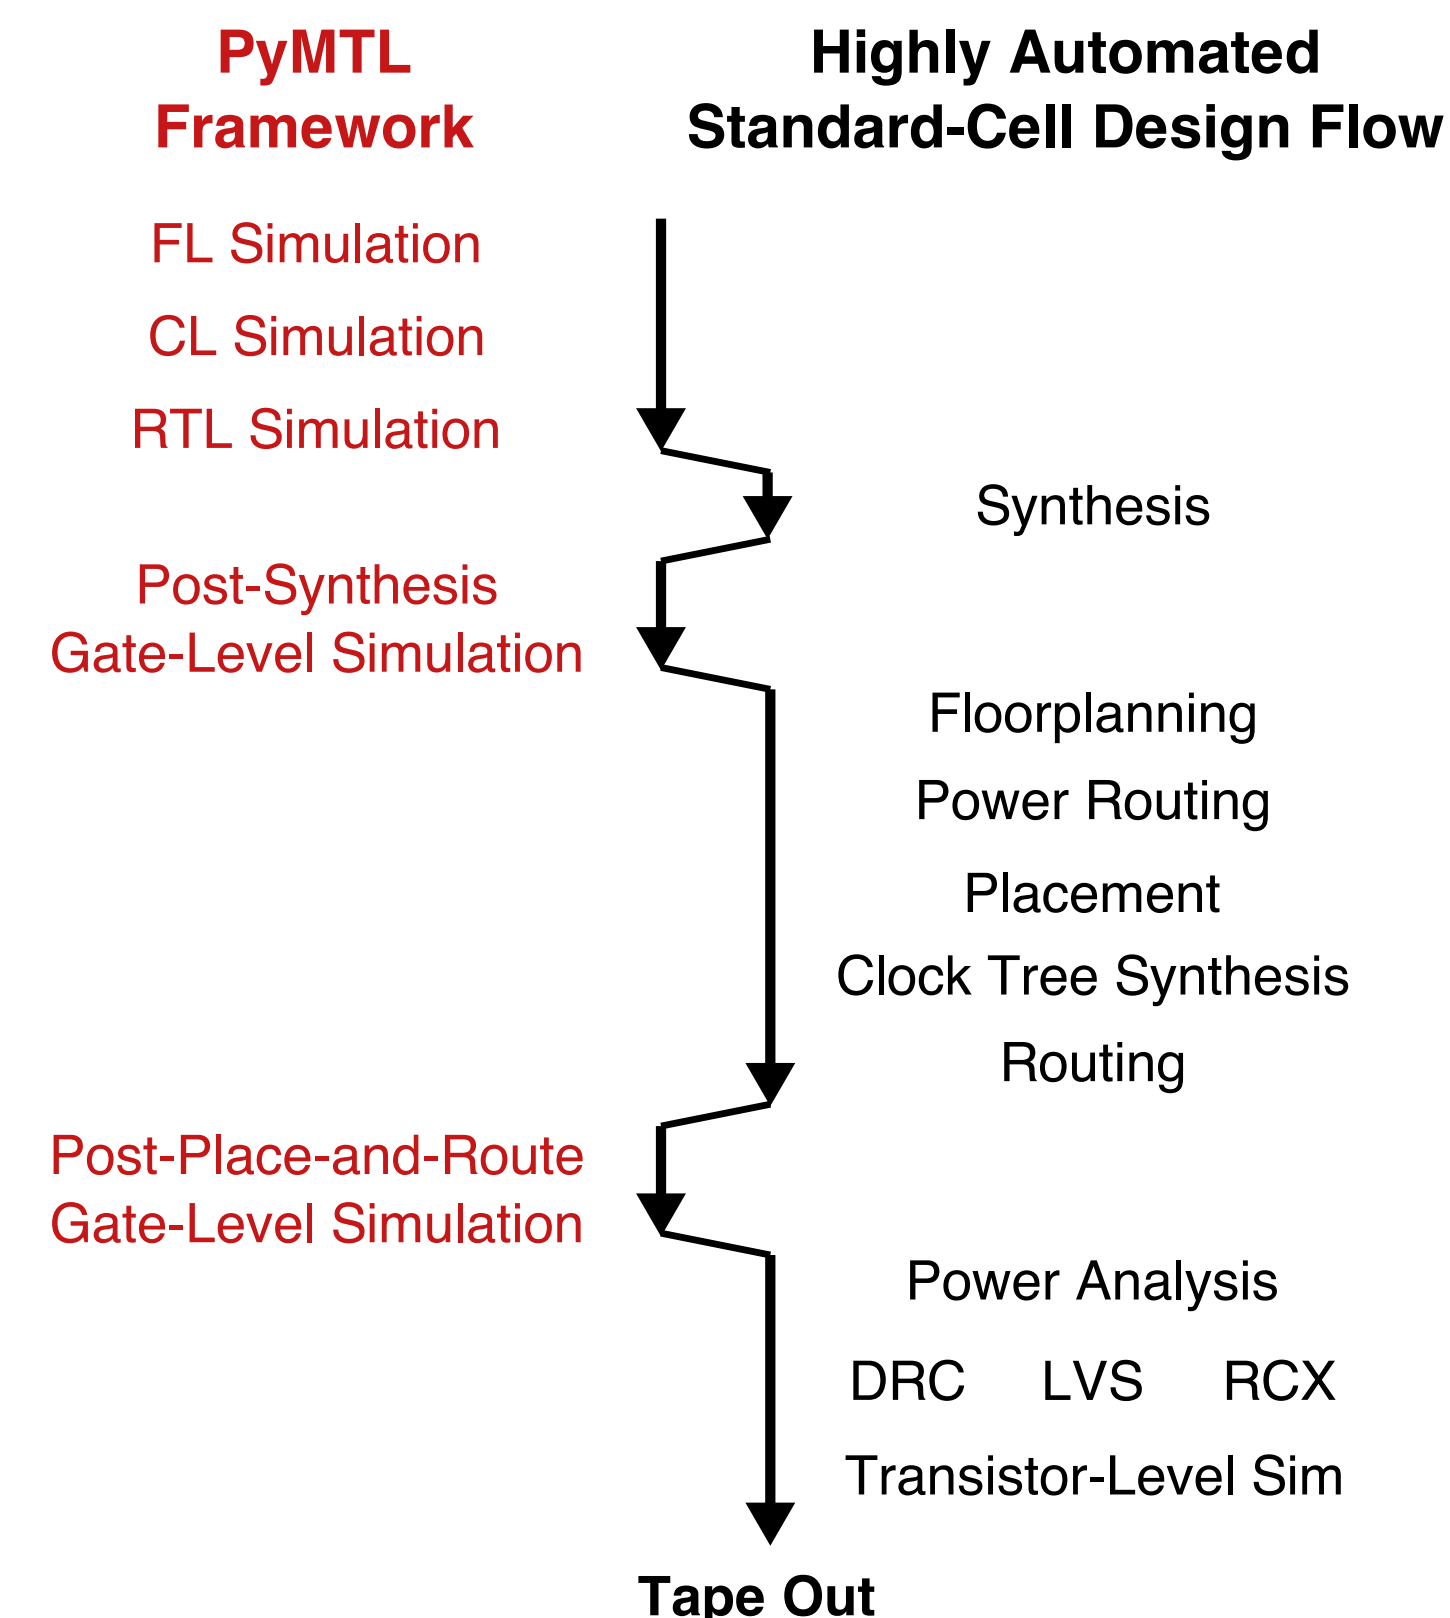 PyMTL
Framework
Highly Automated
Standard-Cell Design Flow
FL Simulation
CL Simulation
RTL Simulation
Synthesis
Post-Synthesis
Gate-Level Simulation
Floorplanning
Power Routing
Placement
Clock Tree Synthesis
Routing
Post-Place-and-Route
Gate-Level Simulation
Power Analysis
DRC LVS RCX
Transistor-Level Sim
Tape Out